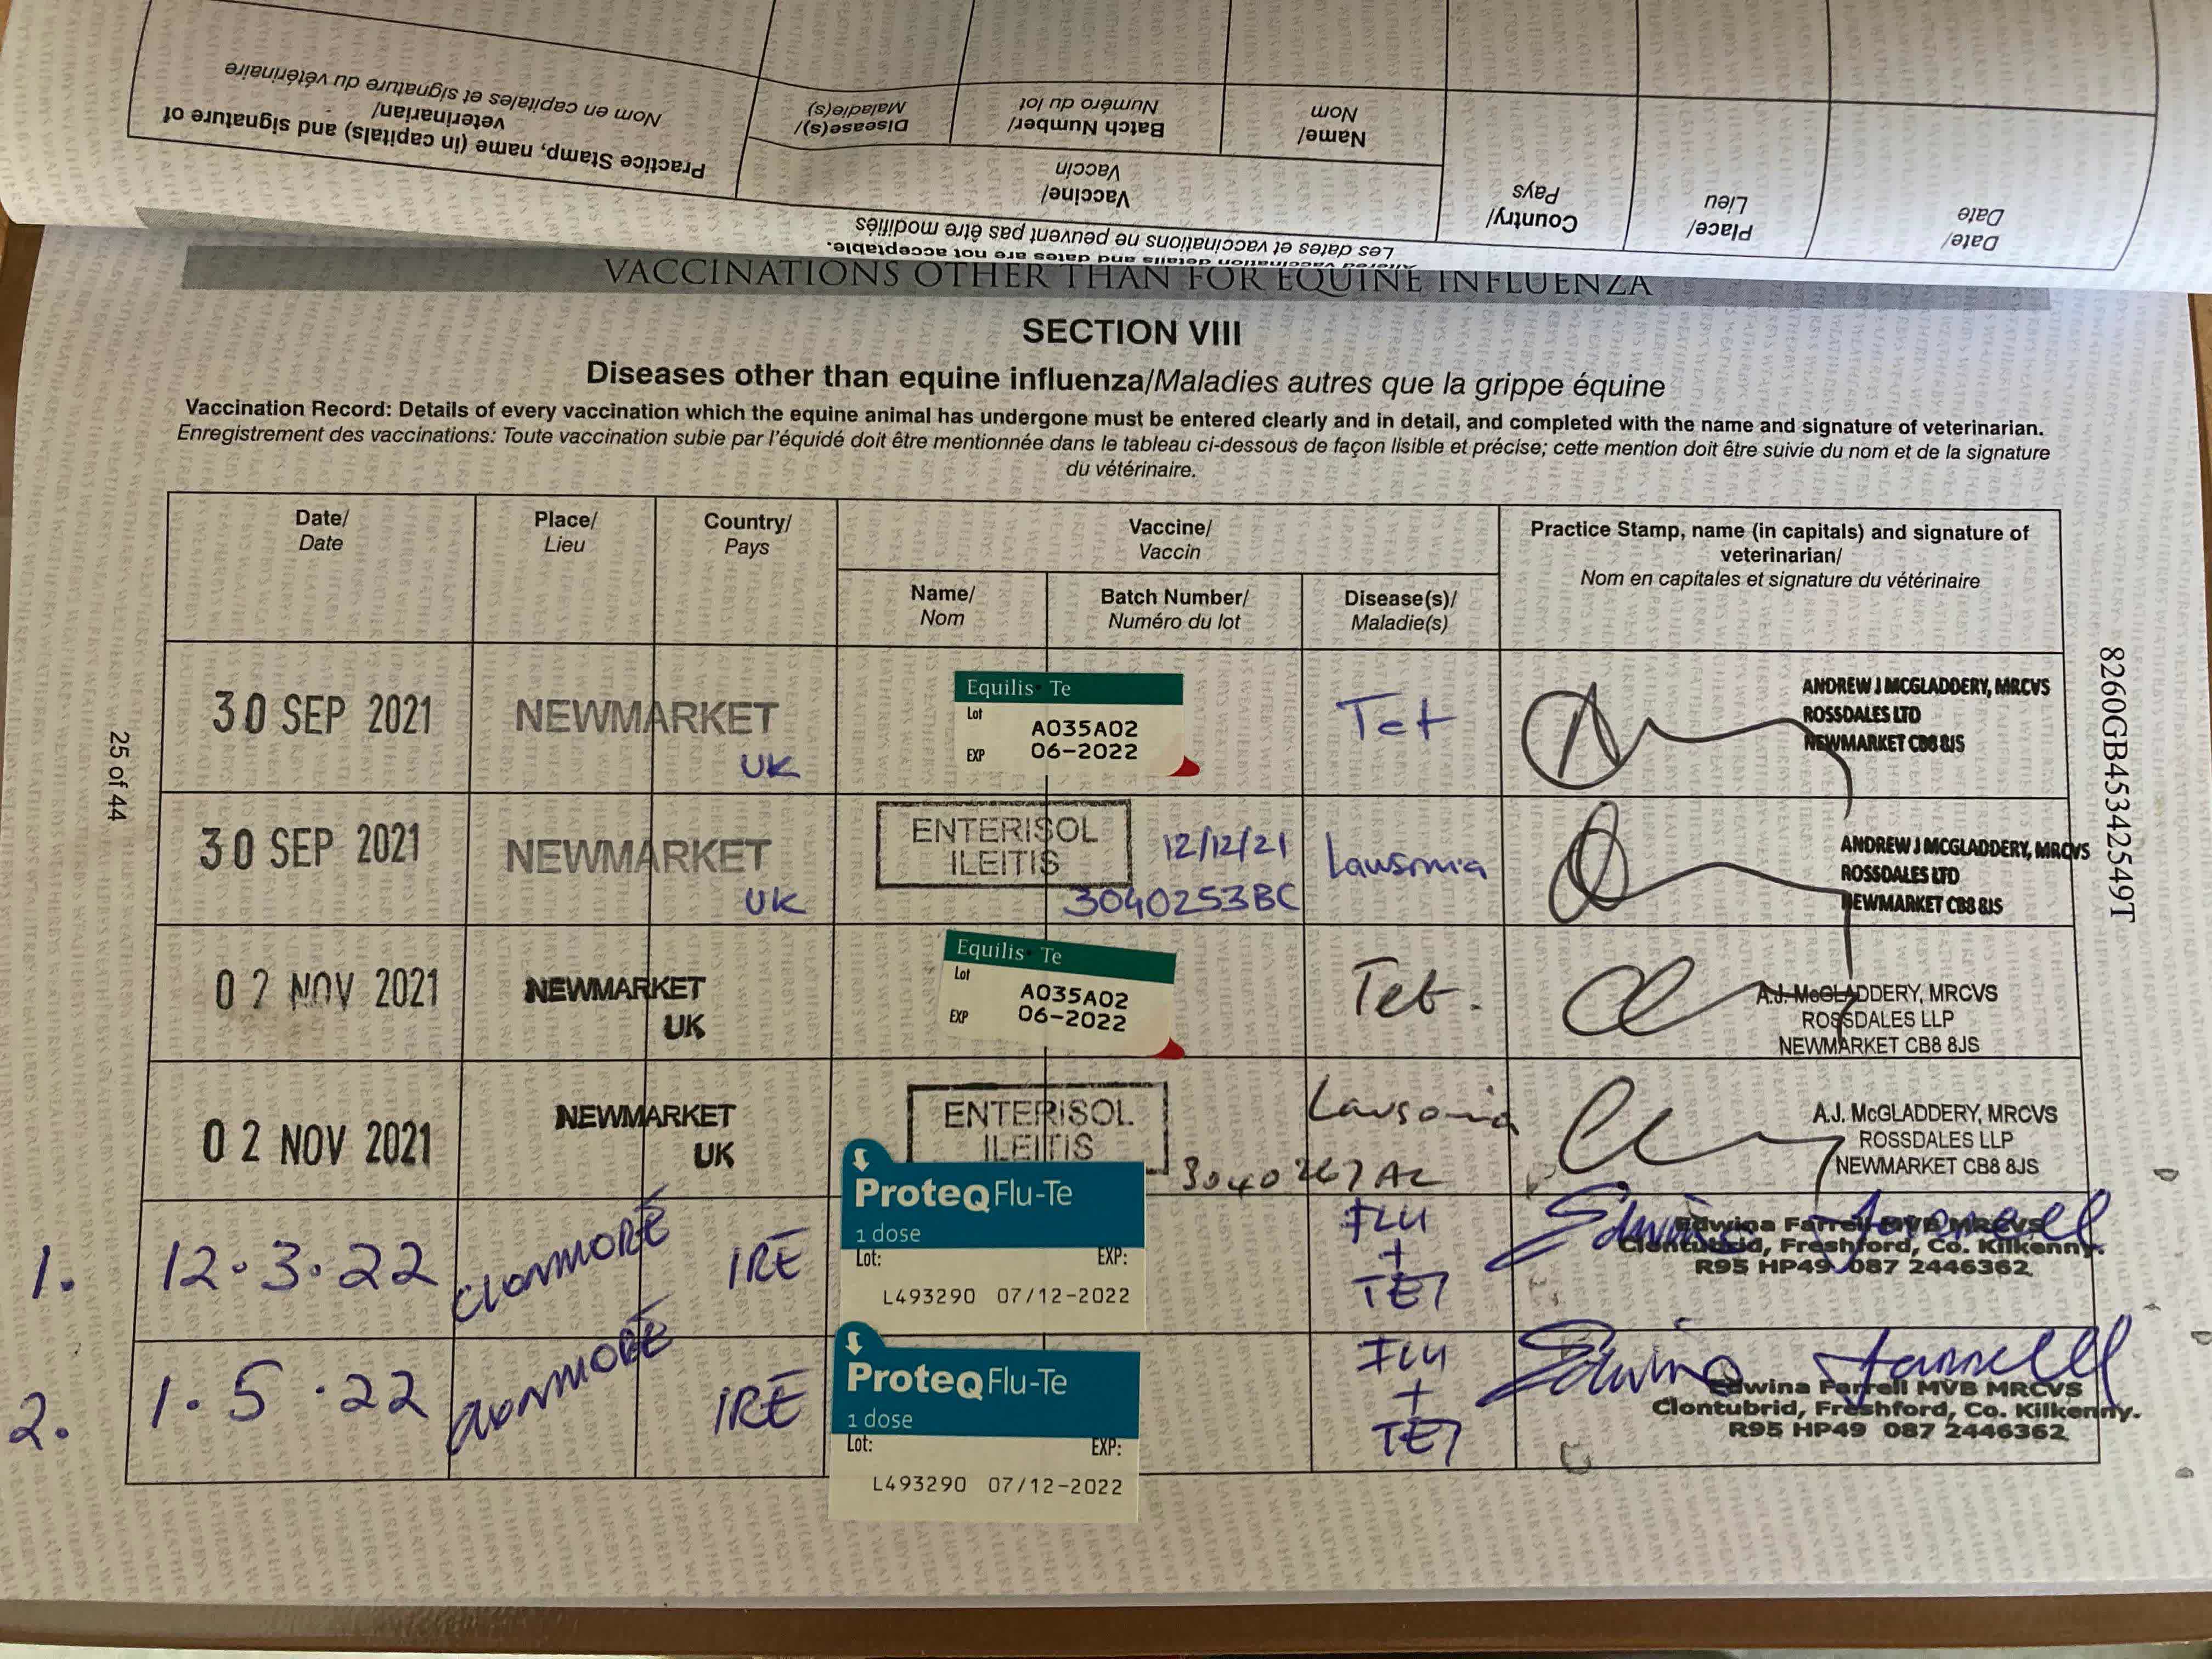 Practice Stamp, name (in capitals) and signature of
veterinarian/
Nom en capitales et signature du vétérinaire
Disease(s)/
Maladie(s)
Batch Number/
Numéro du lot
Name/
Nom
Vaccine/
Vaccin
Country/
Pays
Place/
Lieu
Date/
Date
Altered vaccination details and dates are not acceptable.
Les dates et vaccinations ne peuvent pas être modifiés
VACCINATIONS OTHER THAN FOR EQUINE INFLUENZA
SECTION VIII
Diseases other than equine influenza/Maladies autres que la grippe équine
Vaccination Record: Details of every vaccination which the equine animal has undergone must be entered clearly and in detail, and completed with the name and signature of veterinarian.
Enregistrement des vaccinations: Toute vaccination subie par l'équidé doit être mentionnée dans le tableau ci-dessous de façon lisible et précise; cette mention doit être suivie du nom et de la signature
du vétérinaire.
Date/
Date
Place/
Lieu
Country/
Pays
Vaccine/
Vaccin
Name/
Nom
Batch Number/
Numéro du lot
Disease(s)/
Maladie(s)
Practice Stamp, name (in capitals) and signature of
veterinarian/
Nom en capitales et signature du vétérinaire
30 SEP 2021
NEWMARKET
UK
Equilis Te
Lot
A035A02
EXP 06-2022
Tet
ANDREW J MCGLADDERY, MRCVS
ROSSDALES LTD
NEWMARKET CB8 8JS
30 SEP 2021
NEWMARKET
UK
ENTERISOL
ILEITIS
12/12/21
3040253BC
Lawsonia
ANDREW J MCGLADDERY, MRCVS
ROSSDALES LTD
NEWMARKET CB8 8JS
02 NOV 2021
NEWMARKET
UK
Equilis Te
Lot
A035A02
EXP 06-2022
Tet.
A.J. McGLADDERY, MRCVS
ROSSDALES LLP
NEWMARKET CB8 8JS
02 NOV 2021
NEWMARKET
UK
ENTERISOL
ILEITIS
Lawsonia
A.J. McGLADDERY, MRCVS
ROSSDALES LLP
NEWMARKET CB8 8JS
1.
12.3.22
CLONMORE
IRE
ProteqFlu-Te
1 dose
Lot: EXP:
L493290 07/12-2022
FLU
+
TET
Edwina Farrell
Edwina Farrell MVB MRCVS
Clontubrid, Freshford, Co. Kilkenny.
R95 HP49 087 2446362
2.
1.5.22
CLONMORE
IRE
ProteqFlu-Te
1 dose
Lot: EXP:
L493290 07/12-2022
FLU
+
TET
Edwina Farrell
Edwina Farrell MVB MRCVS
Clontubrid, Freshford, Co. Kilkenny.
R95 HP49 087 2446362
25 of 44
8260GB45342549T